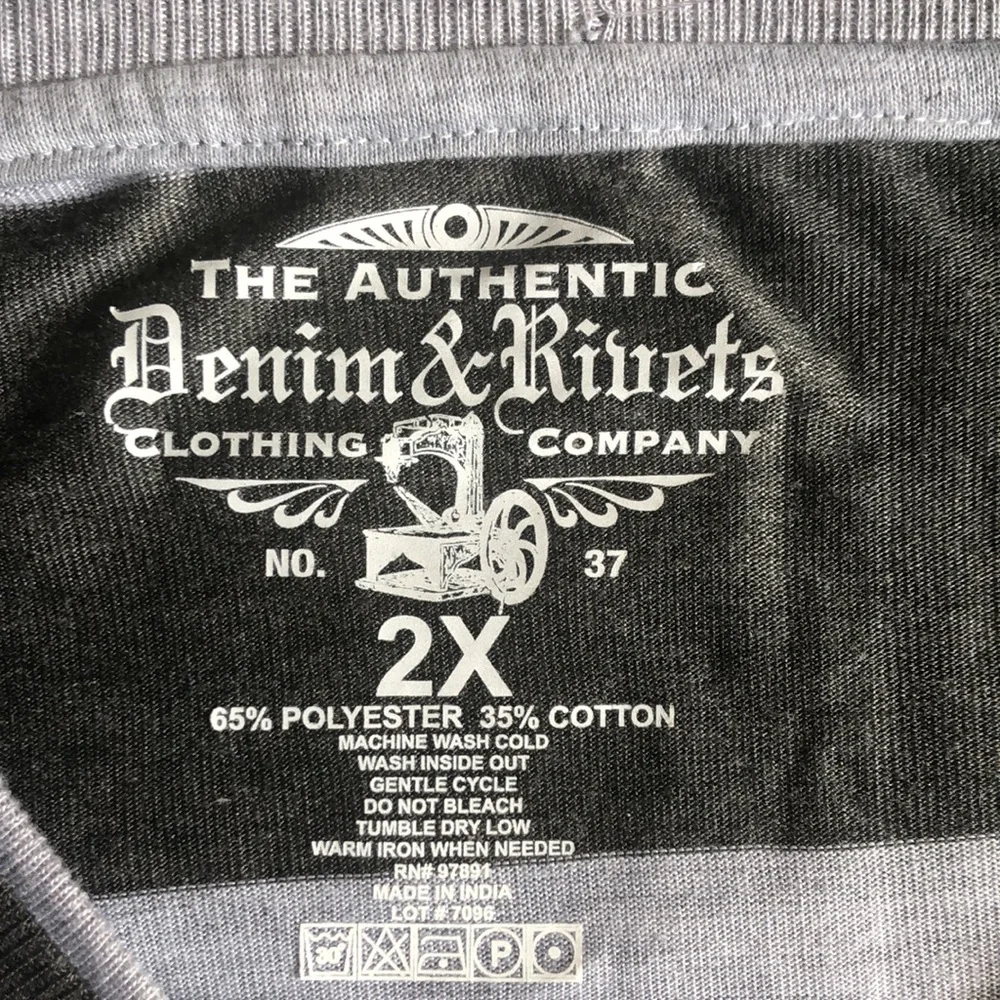 THE AUTHENTIC
Denim & Rivets
CLOTHING COMPANY
NO. 37
2X
65% POLYESTER 35% COTTON
MACHINE WASH COLD
WASH INSIDE OUT
GENTLE CYCLE
DO NOT BLEACH
TUMBLE DRY LOW
WARM IRON WHEN NEEDED
RN# 97891
MADE IN INDIA
LOT # 7096
30° P